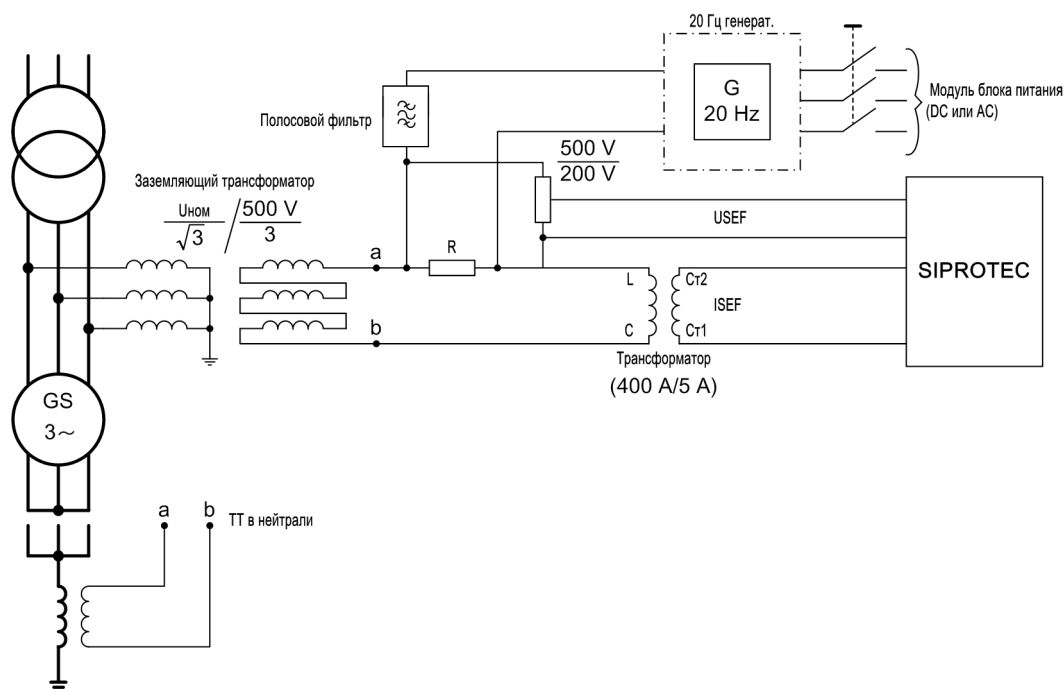 20 Гц генерат.
G
20 Hz
Модуль блока питания
(DC или AC)
Полосовой фильтр
500 V
200 V
Заземляющий трансформатор
Uном
√3
/
500 V
3
USEF
a
R
L
Ст2
SIPROTEC
ISEF
b
C
Ст1
Трансформатор
(400 A/5 A)
GS
3~
a
b
ТТ в нейтрали